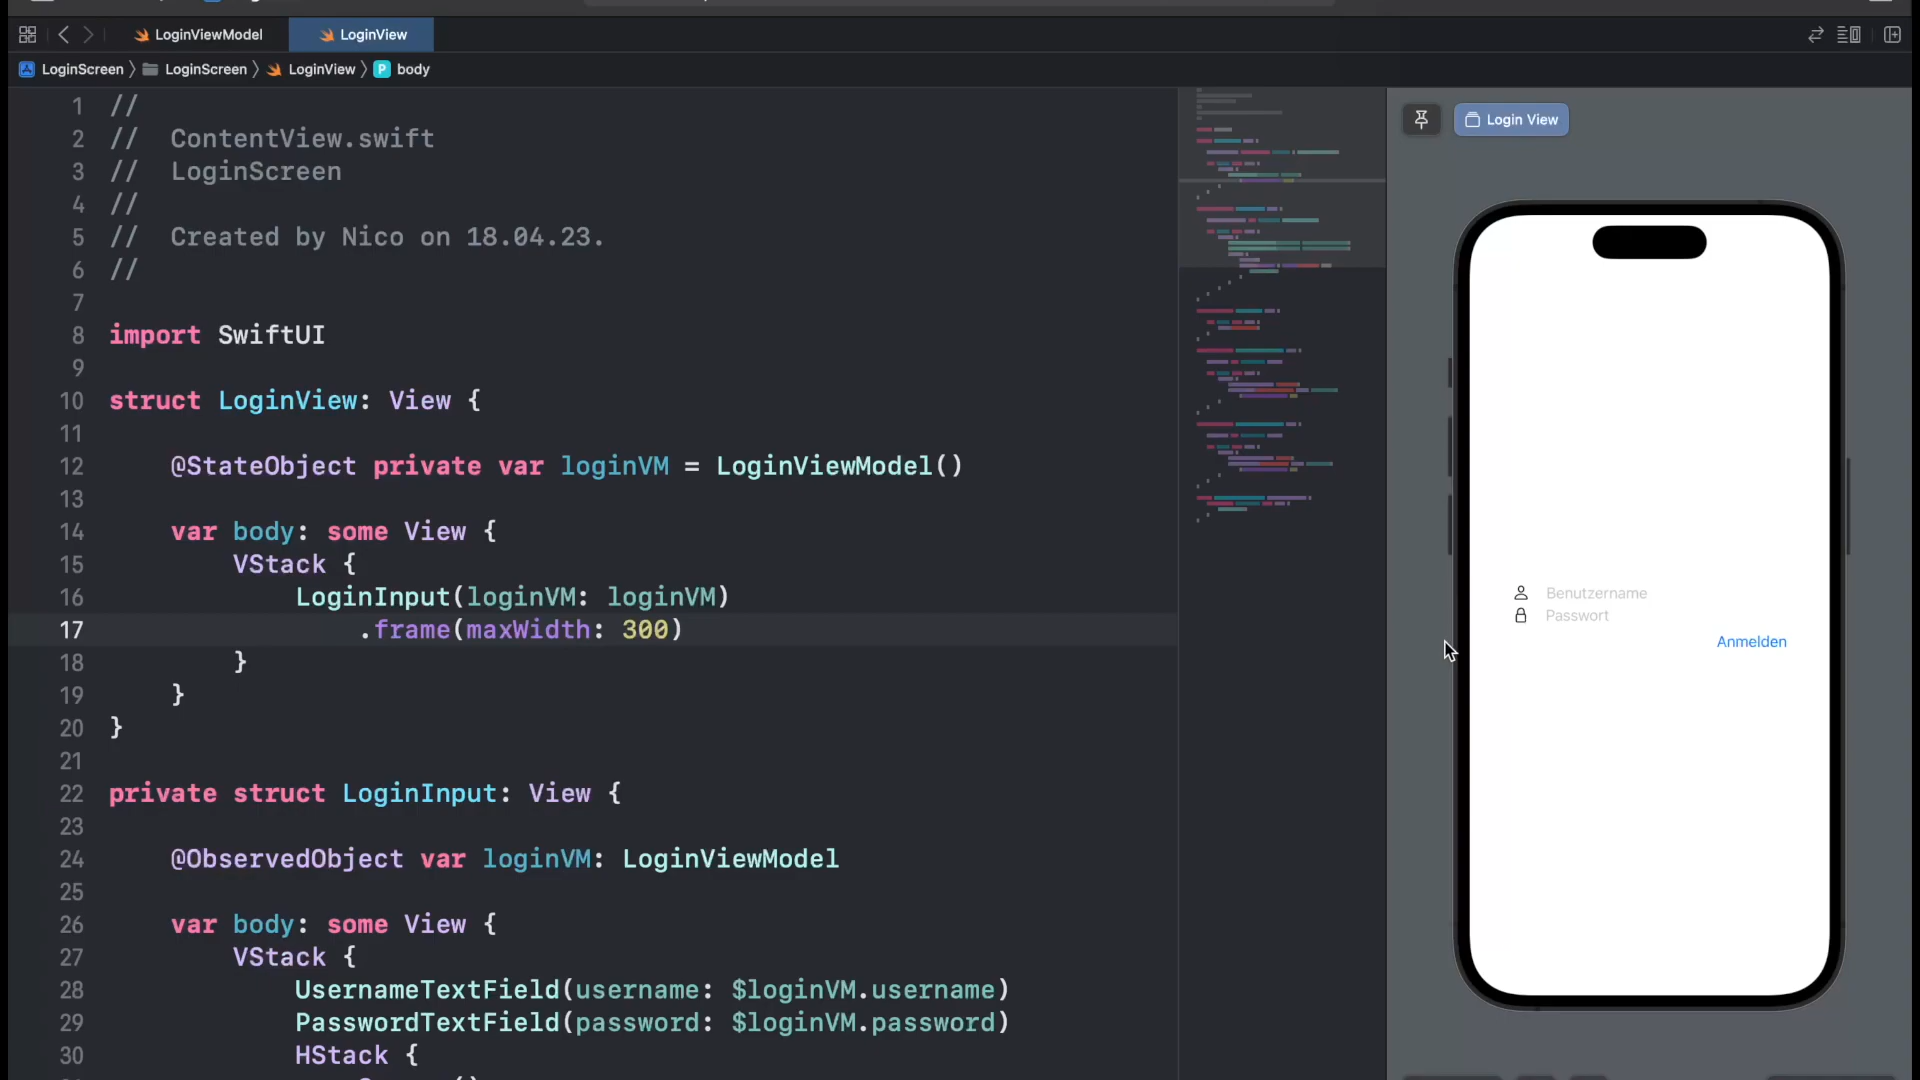 LoginViewModel
LoginView
LoginScreen 〉 LoginScreen 〉 LoginView 〉 P body
1 //
2 //  ContentView.swift
3 //  LoginScreen
4 //
5 //  Created by Nico on 18.04.23.
6 //
7
8 import SwiftUI
9
10 struct LoginView: View {
11
12     @StateObject private var loginVM = LoginViewModel()
13
14     var body: some View {
15         VStack {
16             LoginInput(loginVM: loginVM)
17                 .frame(maxWidth: 300)
18         }
19     }
20 }
21
22 private struct LoginInput: View {
23
24     @ObservedObject var loginVM: LoginViewModel
25
26     var body: some View {
27         VStack {
28             UsernameTextField(username: $loginVM.username)
29             PasswordTextField(password: $loginVM.password)
30             HStack {
Login View
Benutzername
Passwort
Anmelden